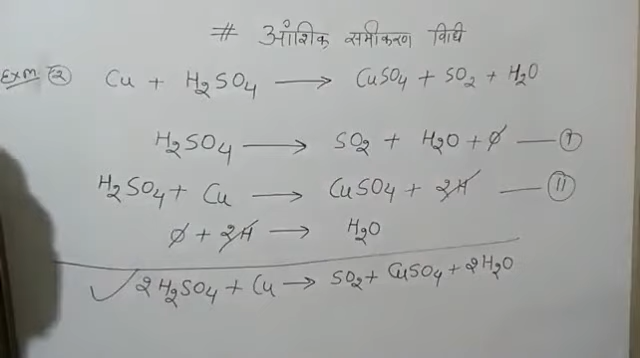 # आंशिक समीकरण विधि
Exm. ② Cu + H₂SO₄ → CuSO₄ + SO₂ + H₂O
H₂SO₄ → SO₂ + H₂O + O — Ⓘ
H₂SO₄ + Cu → CuSO₄ + 2H — ⓘⓘ
O + 2H → H₂O
✓ 2H₂SO₄ + Cu → SO₂ + CuSO₄ + 2H₂O